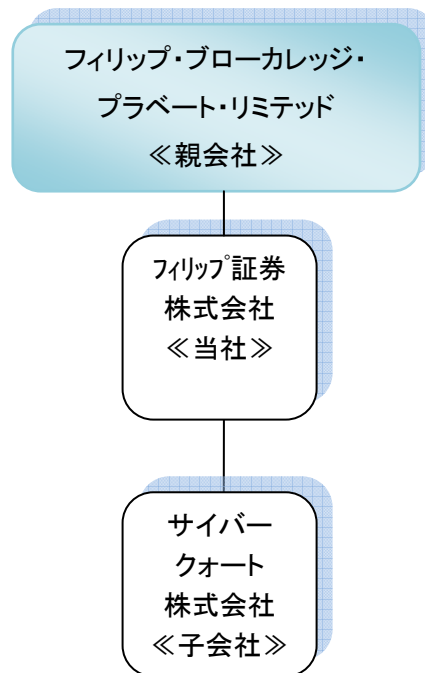 フィリップ・ブローカレッジ・
プラベート・リミテッド
≪親会社≫
フィリップ証券
株式会社
≪当社≫
サイバー
クォート
株式会社
≪子会社≫